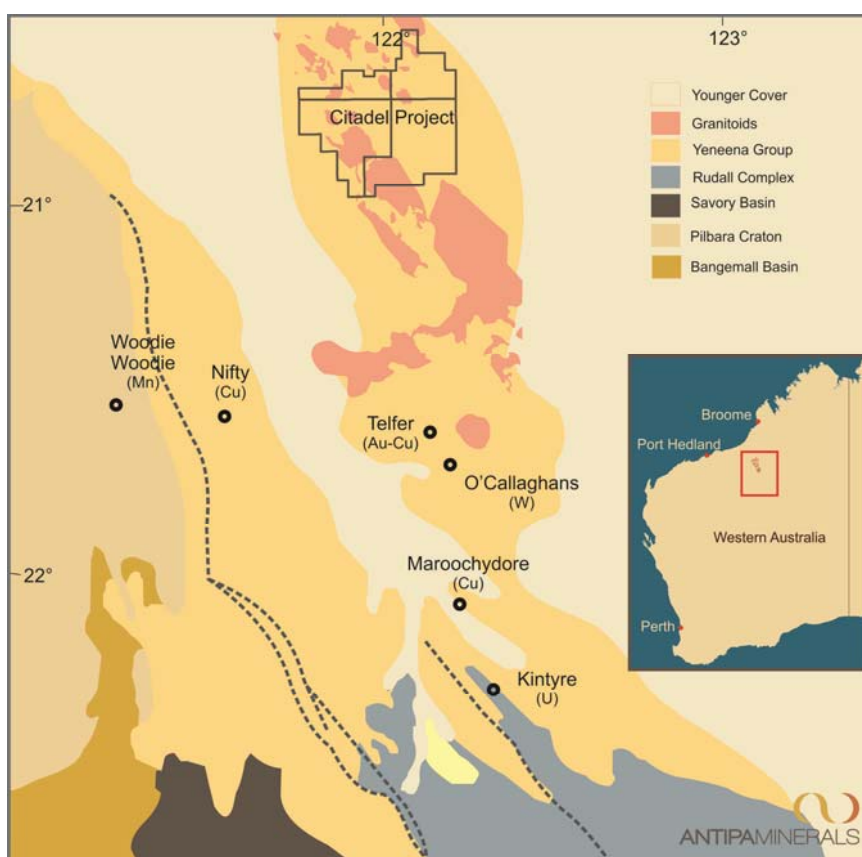 122°
123°
Citadel Project
Younger Cover
Granitoids
Yeneena Group
Rudall Complex
Savory Basin
Pilbara Craton
Bangemall Basin
21°
Woodie
Woodie
(Mn)
Nifty
(Cu)
Telfer
(Au-Cu)
O'Callaghans
(W)
Broome
Port Hedland
Western Australia
Perth
22°
Maroochydore
(Cu)
Kintyre
(U)
ANTIPAMINERALS